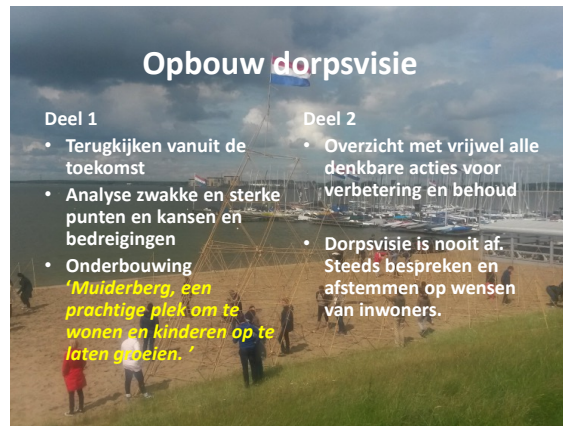 Opbouw dorpsvisie
Deel 1
• Terugkijken vanuit de
toekomst
• Analyse zwakke en sterke
punten en kansen en
bedreigingen
• Onderbouwing
‘Muiderberg, een
prachtige plek om te
wonen en kinderen op te
laten groeien. ’
Deel 2
• Overzicht met vrijwel alle
denkbare acties voor
verbetering en behoud
• Dorpsvisie is nooit af.
Steeds bespreken en
afstemmen op wensen
van inwoners.